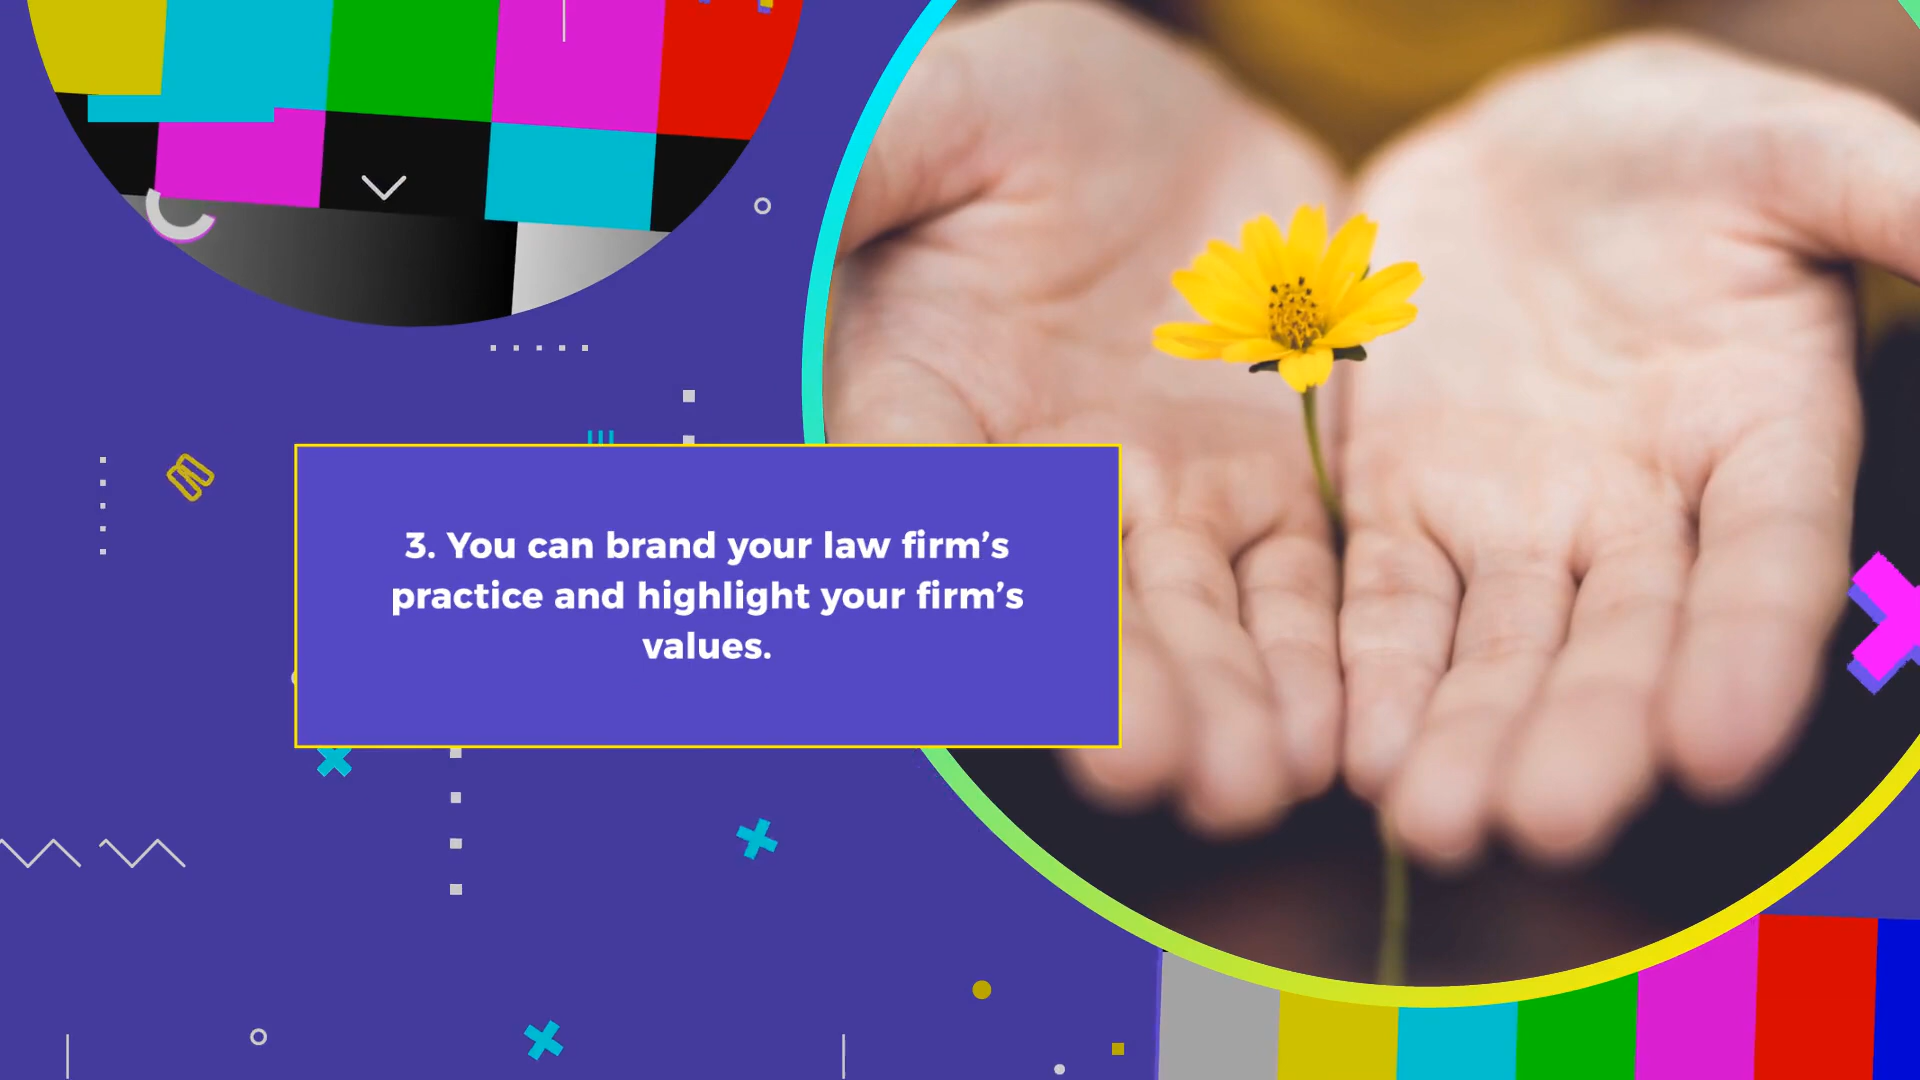 3. You can brand your law firm’s
practice and highlight your firm’s
values.